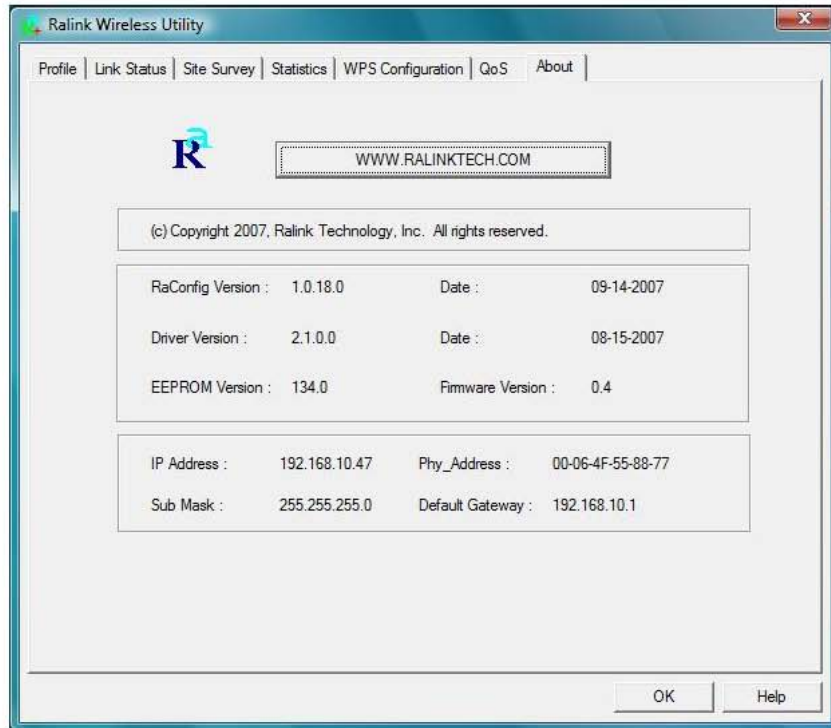 Ralink Wireless Utility
Profile Link Status Site Survey Statistics WPS Configuration QoS About
Ra WWW.RALINKTECH.COM
(c) Copyright 2007, Ralink Technology, Inc. All rights reserved.
RaConfig Version : 1.0.18.0 Date : 09-14-2007
Driver Version : 2.1.0.0 Date : 08-15-2007
EEPROM Version : 134.0 Firmware Version : 0.4
IP Address : 192.168.10.47 Phy_Address : 00-06-4F-55-88-77
Sub Mask : 255.255.255.0 Default Gateway : 192.168.10.1
OK Help